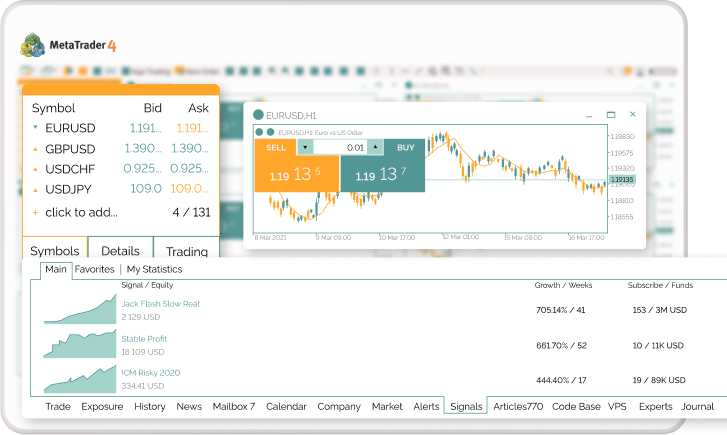 MetaTrader 4
Algo Trading New Order
Symbol Bid Ask
EURUSD 1.191... 1.191...
GBPUSD 1.390... 1.390...
USDCHF 0.925... 0.925...
USDJPY 109.0 109.0...
+ click to add... 4 / 131
Symbols Details Trading
EURUSD,H1
EURUSD,H1: Euro vs US Dollar
SELL 0.01 BUY
1.19 13 5 1.19 13 7
1.19830
1.19575
1.19320
1.19135
1.19065
1.18810
1.18555
8 Mar 2021 9 Mar 09:00 10 Mar 17:00 12 Mar 01:00 15 Mar 09:00 16 Mar 17:00
Main Favorites | My Statistics
Signal / Equity Growth / Weeks Subscribe / Funds
Jack Flash Slow Real
2 129 USD
705.14% / 41 153 / 3M USD
Stable Profit
18 109 USD
661.70% / 52 10 / 11K USD
ICM Risky 2020
334.41 USD
444.40% / 17 19 / 89K USD
Trade Exposure History News Mailbox 7 Calendar Company Market Alerts Signals Articles770 Code Base VPS Experts Journal